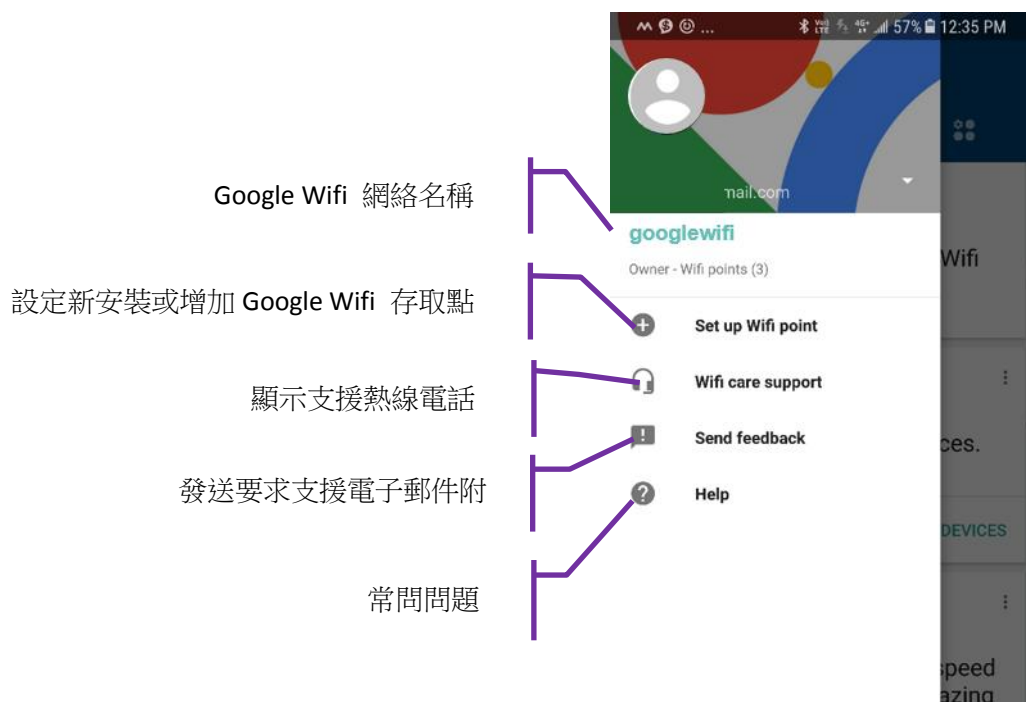 ... 57% 12:35 PM
mail.com
Google Wifi 網絡名稱
googlewifi
Owner - Wifi points (3)
Wifi
設定新安裝或增加 Google Wifi 存取點
Set up Wifi point
顯示支援熱線電話
Wifi care support
ces.
發送要求支援電子郵件附
Send feedback
常問問題
Help
DEVICES
speed
azing